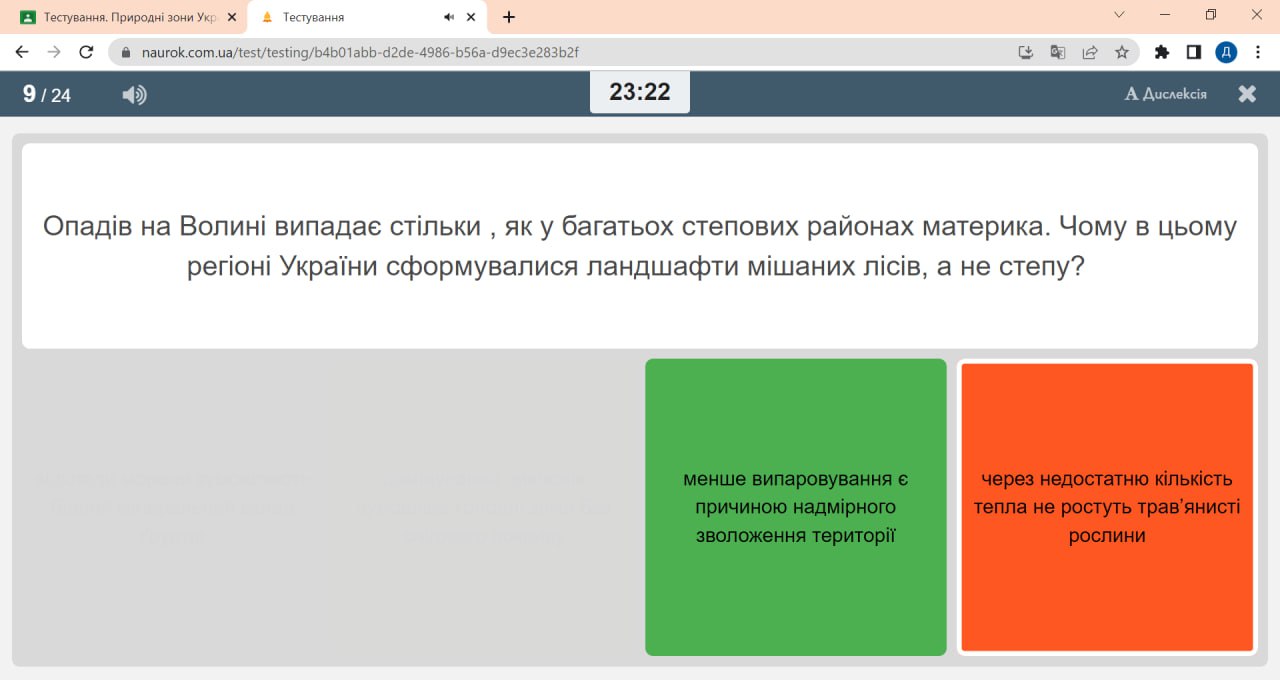 Тестування. Природні зони Укр
Тестування
naurok.com.ua/test/testing/b4b01abb-d2de-4986-b56a-d9ec3e283b2f
Д
9 / 24
23:22
A Дислексія
Опадів на Волині випадає стільки , як у багатьох степових районах материка. Чому в цьому
регіоні України сформувалися ландшафти мішаних лісів, а не степу?
менше випаровування є
причиною надмірного
зволоження території
через недостатню кількість
тепла не ростуть трав’янисті
рослини